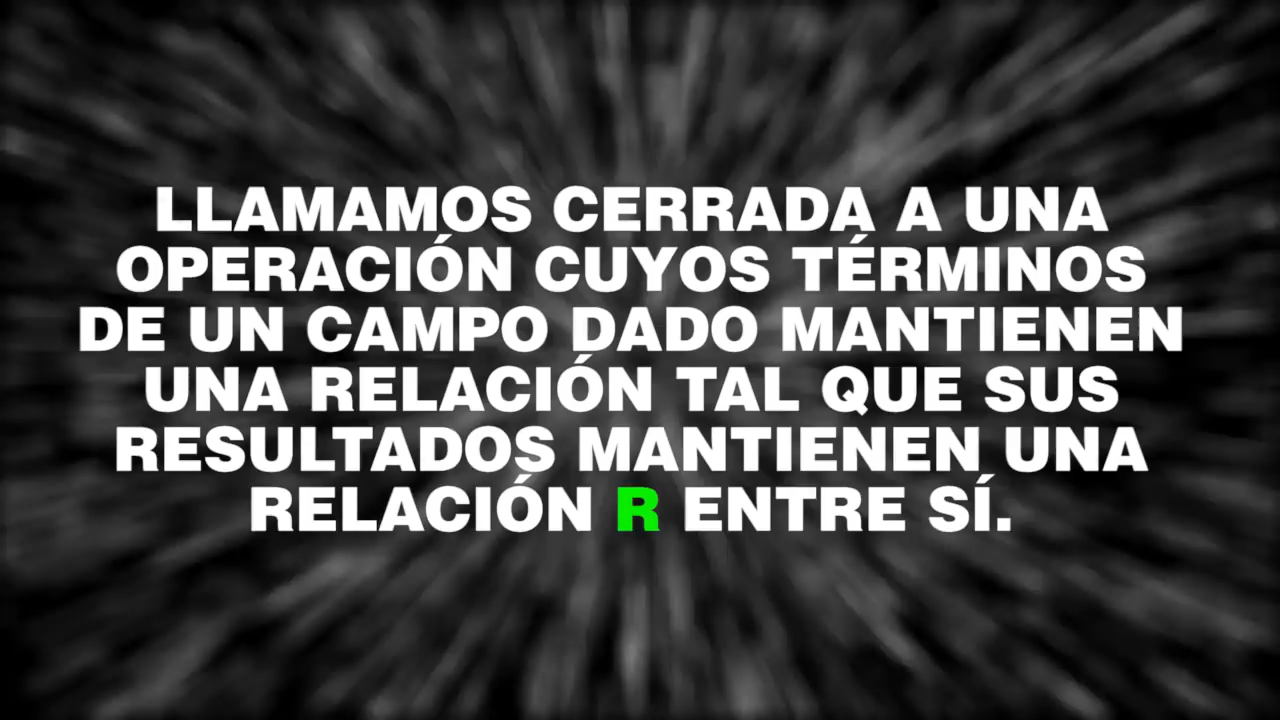 LLAMAMOS CERRADA A UNA
OPERACIÓN CUYOS TÉRMINOS
DE UN CAMPO DADO MANTIENEN
UNA RELACIÓN TAL QUE SUS
RESULTADOS MANTIENEN UNA
RELACIÓN R ENTRE SÍ.